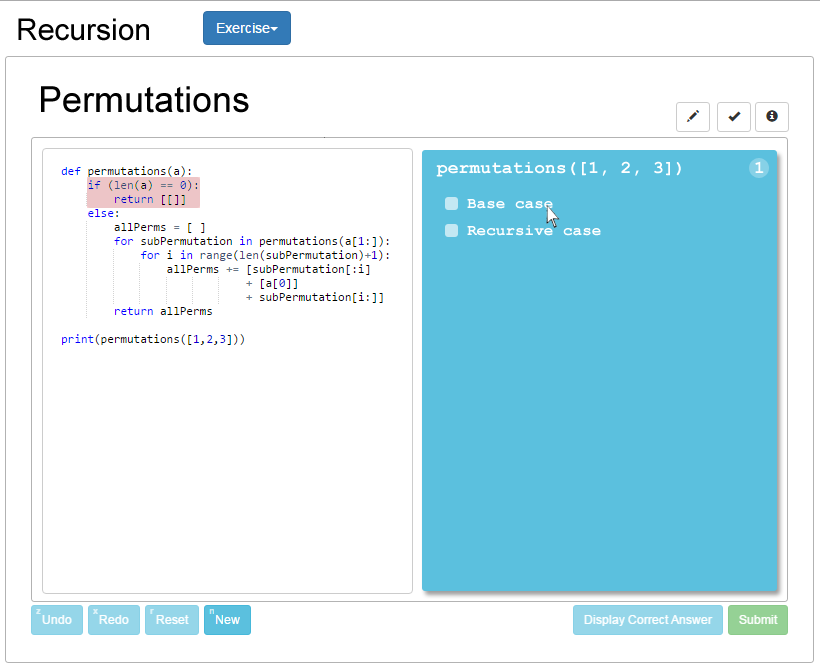 Recursion
Exercise
Permutations
def permutations(a):
    if (len(a) == 0):
        return [[]]
    else:
        allPerms = [ ]
        for subPermutation in permutations(a[1:]):
            for i in range(len(subPermutation)+1):
                allPerms += [subPermutation[:i]
                            + [a[0]]
                            + subPermutation[i:]]
        return allPerms
print(permutations([1,2,3]))
permutations([1, 2, 3]) 1
Base case
Recursive case
z Undo x Redo r Reset n New Display Correct Answer Submit